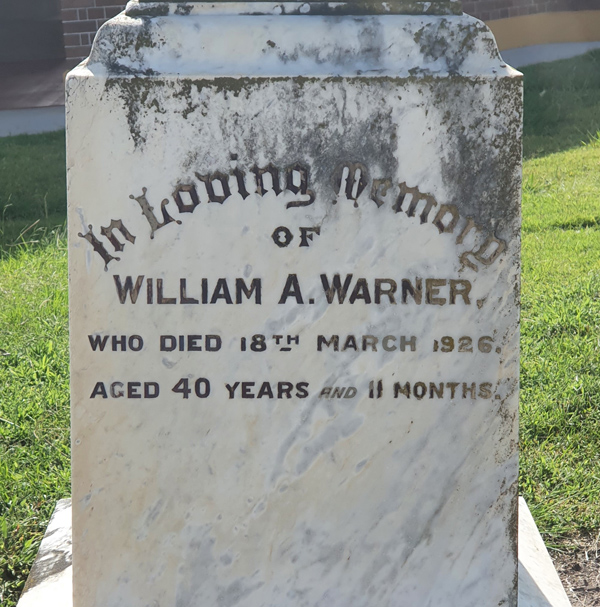 In Loving Memory
OF
WILLIAM A. WARNER.
WHO DIED 18TH MARCH 1926.
AGED 40 YEARS AND 11 MONTHS.